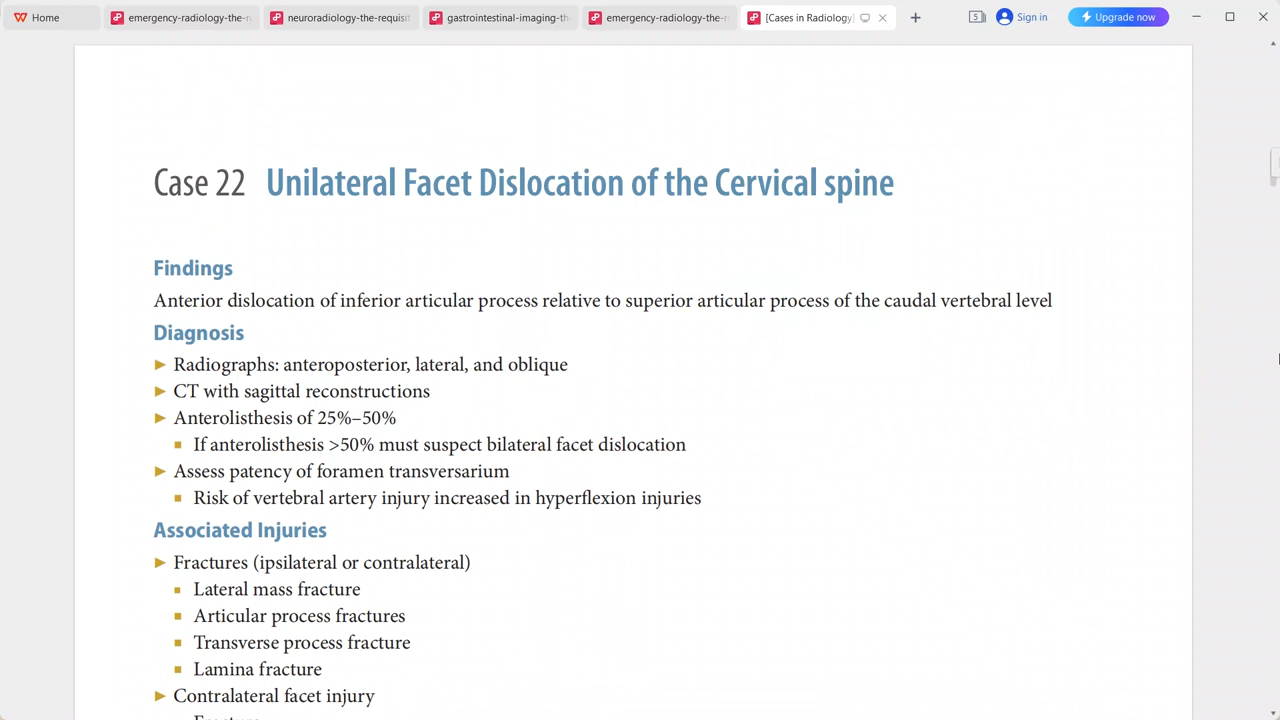 Home
emergency-radiology-the-r
neuroradiology-the-requisit
gastrointestinal-imaging-th
emergency-radiology-the-r
[Cases in Radiology]
5
Sign in
Upgrade now
Case 22 Unilateral Facet Dislocation of the Cervical spine
Findings
Anterior dislocation of inferior articular process relative to superior articular process of the caudal vertebral level
Diagnosis
► Radiographs: anteroposterior, lateral, and oblique
► CT with sagittal reconstructions
► Anterolisthesis of 25%–50%
■ If anterolisthesis >50% must suspect bilateral facet dislocation
► Assess patency of foramen transversarium
■ Risk of vertebral artery injury increased in hyperflexion injuries
Associated Injuries
► Fractures (ipsilateral or contralateral)
■ Lateral mass fracture
■ Articular process fractures
■ Transverse process fracture
■ Lamina fracture
► Contralateral facet injury